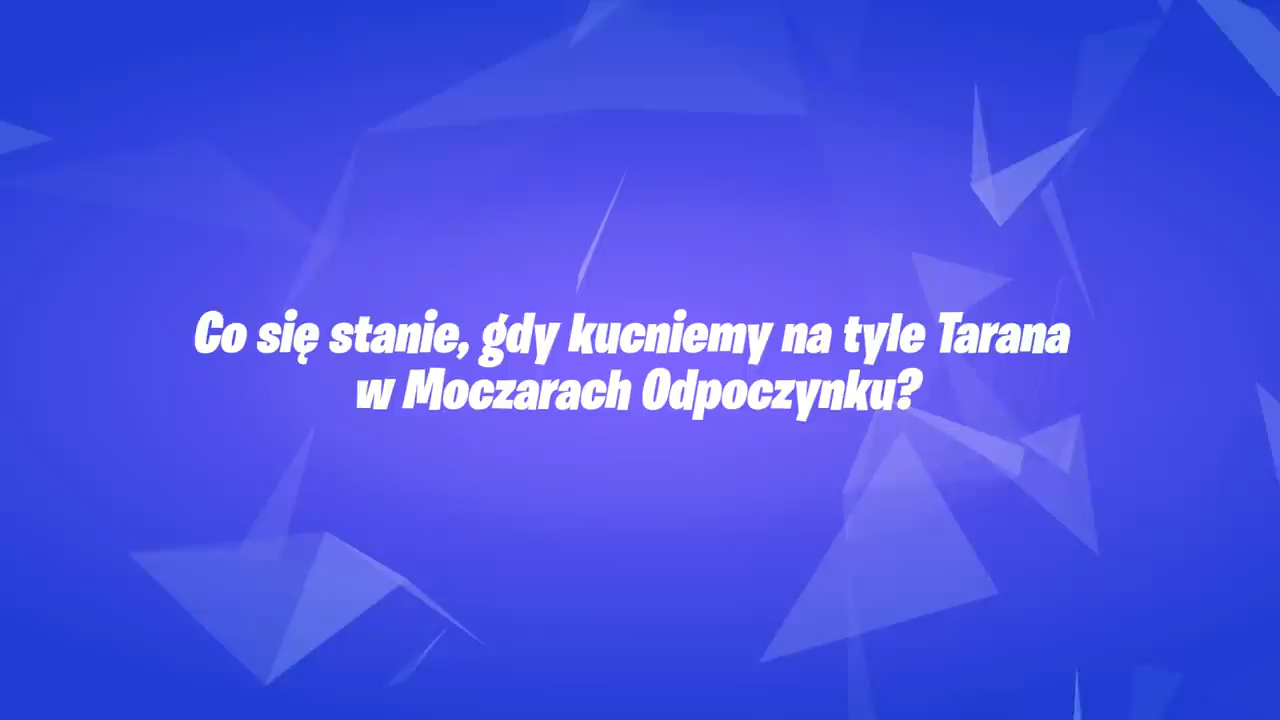 Co się stanie, gdy kucniemy na tyle Tarana
w Moczarach Odpoczynku?